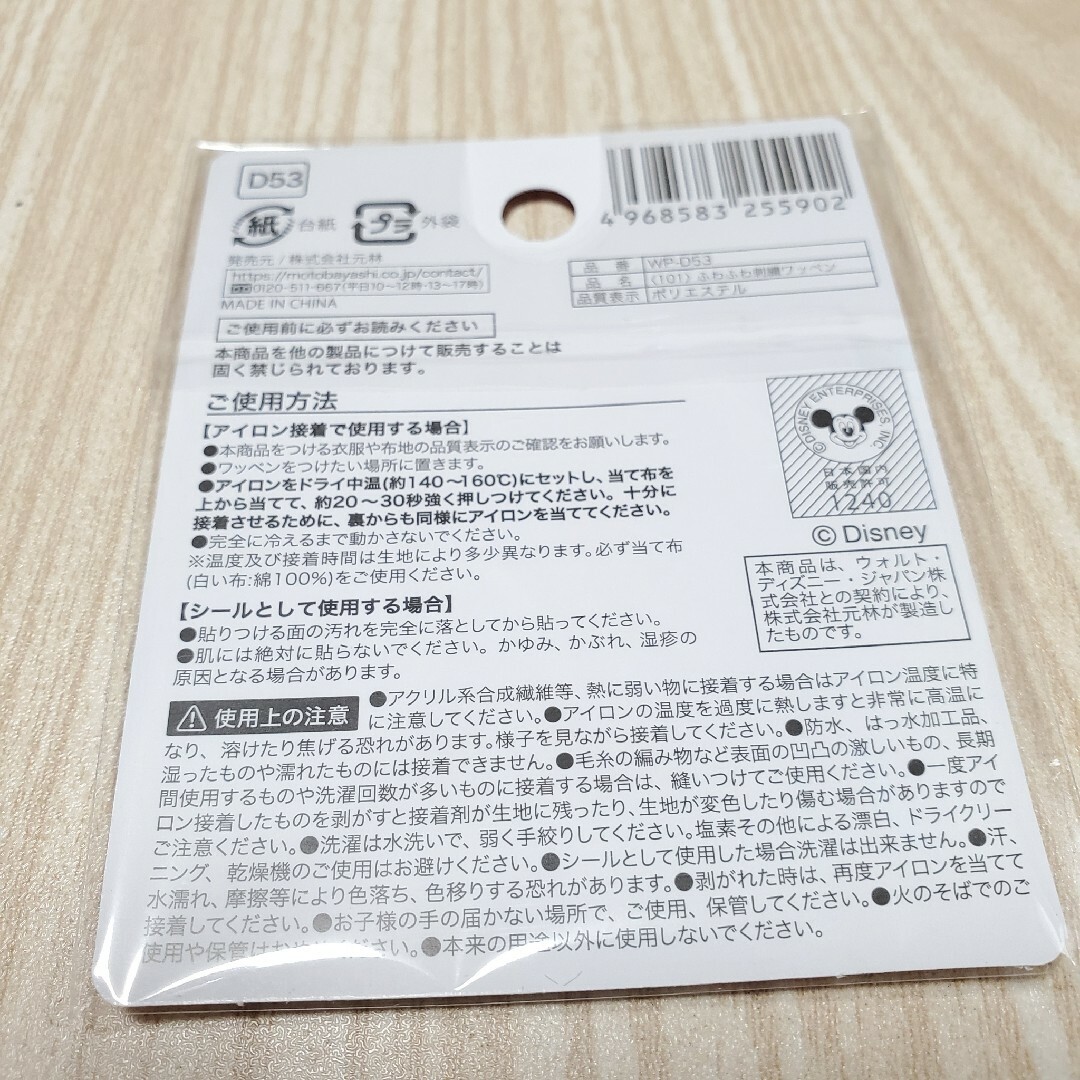 D53
紙 台紙 プラ 外袋
4 968583 255902
発売元/株式会社元林
https://motobayashi.co.jp/contact/
0120-511-667(平日10〜12時・13〜17時)
MADE IN CHINA
品番 WP-D53
品名 (101) ふわふわ刺繍ワッペン
品質表示 ポリエステル
ご使用前に必ずお読みください
本商品を他の製品につけて販売することは
固く禁じられております。
ご使用方法
【アイロン接着で使用する場合】
●本商品をつける衣服や布地の品質表示のご確認をお願いします。
●ワッペンをつけたい場所に置きます。
●アイロンをドライ中温(約140〜160℃)にセットし、当て布を
上から当てて、約20〜30秒強く押しつけてください。十分に
接着させるために、裏からも同様にアイロンを当ててください。
●完全に冷えるまで動かさないでください。
※温度及び接着時間は生地により多少異なります。必ず当て布
(白い布:綿100%)をご使用ください。
【シールとして使用する場合】
●貼りつける面の汚れを完全に落としてから貼ってください。
●肌には絶対に貼らないでください。かゆみ、かぶれ、湿疹の
原因となる場合があります。
© DISNEY ENTERPRISES, INC.
日本国内
販売許可
1240
© Disney
本商品は、ウォルト・
ディズニー・ジャパン株
式会社との契約により、
株式会社元林が製造し
たものです。
⚠ 使用上の注意
●アクリル系合成繊維等、熱に弱い物に接着する場合はアイロン温度に特
に注意してください。●アイロンの温度を過度に熱しますと非常に高温に
なり、溶けたり焦げる恐れがあります。様子を見ながら接着してください。●防水、はっ水加工品、
湿ったものや濡れたものには接着できません。●毛糸の編み物など表面の凹凸の激しいもの、長期
間使用するものや洗濯回数が多いものに接着する場合は、縫いつけてご使用ください。●一度アイ
ロン接着したものを剥がすと接着剤が生地に残ったり、生地が変色したり傷む場合がありますので
ご注意ください。●洗濯は水洗いで、弱く手絞りしてください。塩素その他による漂白、ドライクリー
ニング、乾燥機のご使用はお避けください。●シールとして使用した場合洗濯は出来ません。●汗、
水濡れ、摩擦等により色落ち、色移りする恐れがあります。●剥がれた時は、再度アイロンを当てて
接着してください。●お子様の手の届かない場所で、ご使用、保管してください。●火のそばでのご
使用や保管はおやめください。●本来の用途以外に使用しないでください。